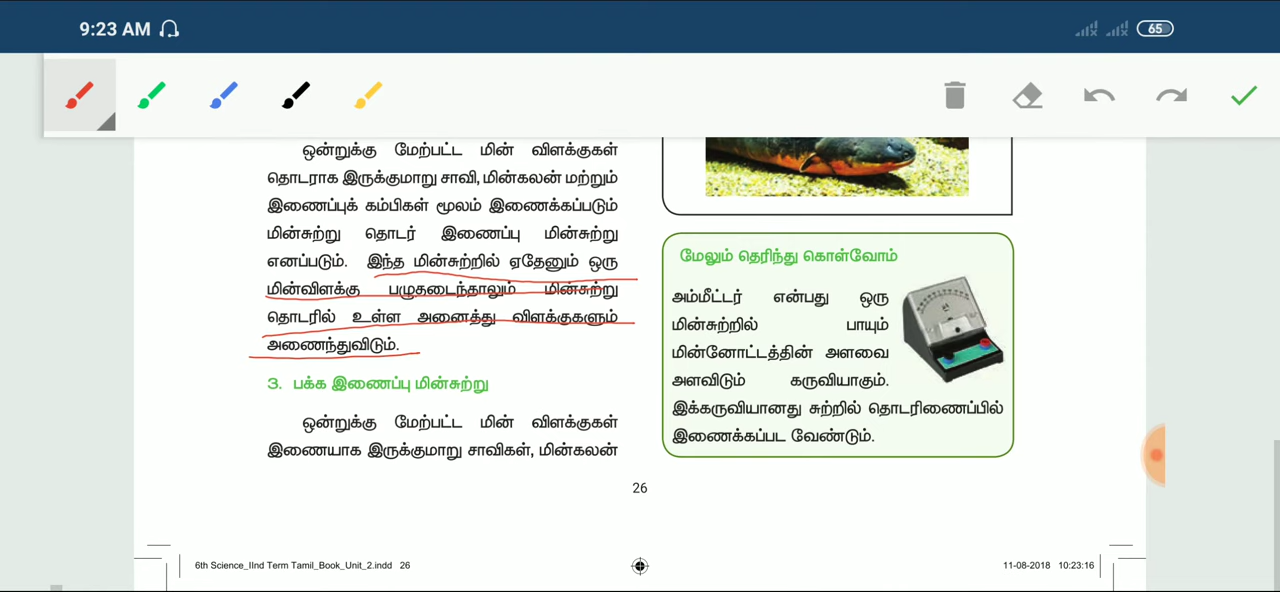 9:23 AM
65
ஒன்றுக்கு மேற்பட்ட மின் விளக்குகள்
தொடராக இருக்குமாறு சாவி, மின்கலன் மற்றும்
இணைப்புக் கம்பிகள் மூலம் இணைக்கப்படும்
மின்சுற்று தொடர் இணைப்பு மின்சுற்று
எனப்படும். இந்த மின்சுற்றில் ஏதேனும் ஒரு
மின்விளக்கு பழுதடைந்தாலும் மின்சுற்று
தொடரில் உள்ள அனைத்து விளக்குகளும்
அணைந்துவிடும்.
3. பக்க இணைப்பு மின்சுற்று
ஒன்றுக்கு மேற்பட்ட மின் விளக்குகள்
இணையாக இருக்குமாறு சாவிகள், மின்கலன்
மேலும் தெரிந்து கொள்வோம்
அம்மீட்டர் என்பது ஒரு
மின்சுற்றில் பாயும்
மின்னோட்டத்தின் அளவை
அளவிடும் கருவியாகும்.
இக்கருவியானது சுற்றில் தொடரிணைப்பில்
இணைக்கப்பட வேண்டும்.
26
6th Science_IInd Term Tamil_Book_Unit_2.indd 26
11-08-2018 10:23:16